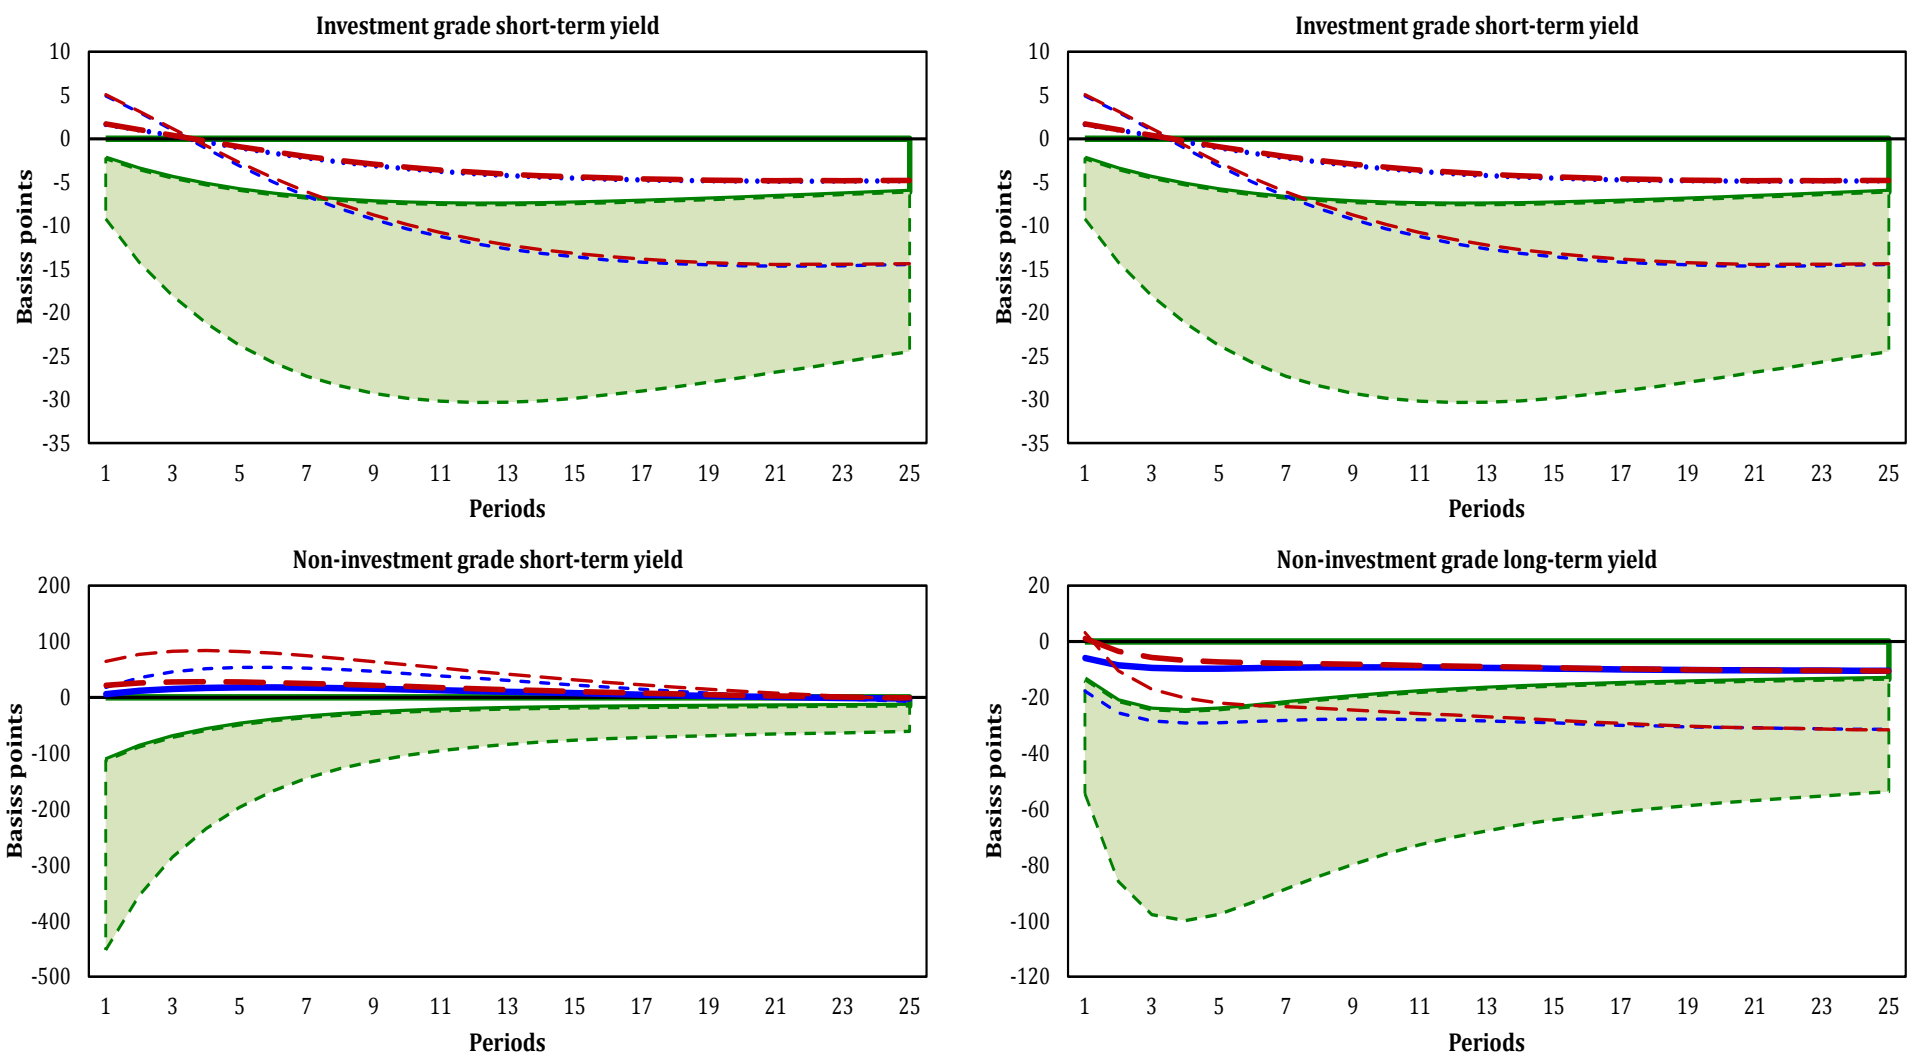 Investment grade short-term yield
10
5
0
-5
-10
-15
-20
-25
-30
-35
Basiss points
1 3 5 7 9 11 13 15 17 19 21 23 25
Periods
Investment grade short-term yield
10
5
0
-5
-10
-15
-20
-25
-30
-35
Basiss points
1 3 5 7 9 11 13 15 17 19 21 23 25
Periods
Non-investment grade short-term yield
200
100
0
-100
-200
-300
-400
-500
Basiss points
1 3 5 7 9 11 13 15 17 19 21 23 25
Periods
Non-investment grade long-term yield
20
0
-20
-40
-60
-80
-100
-120
Basiss points
1 3 5 7 9 11 13 15 17 19 21 23 25
Periods